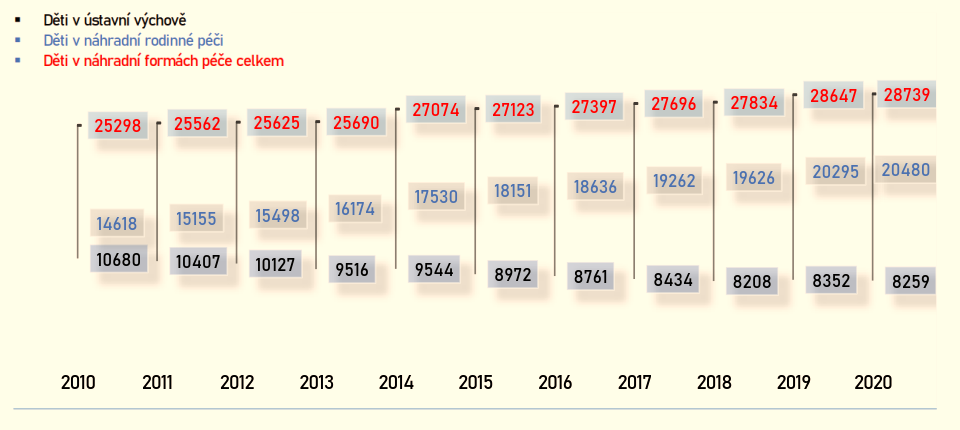 ▪ Děti v ústavní výchově
▪ Děti v náhradní rodinné péči
▪ Děti v náhradní formách péče celkem
25298 25562 25625 25690 27074 27123 27397 27696 27834 28647 28739
14618 15155 15498 16174 17530 18151 18636 19262 19626 20295 20480
10680 10407 10127 9516 9544 8972 8761 8434 8208 8352 8259
2010 2011 2012 2013 2014 2015 2016 2017 2018 2019 2020